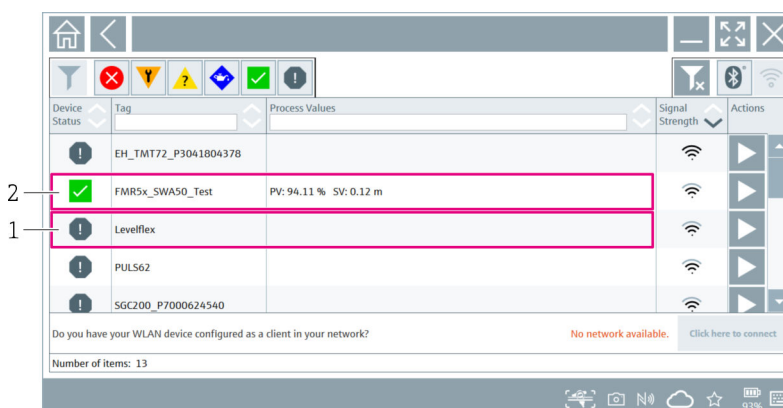 Device Status
Tag
Process Values
Signal Strength
Actions
EH_TMT72_P3041804378
2
FMR5x_SWA50_Test
PV: 94.11 % SV: 0.12 m
1
Levelflex
PULS62
SGC200_P7000624540
Do you have your WLAN device configured as a client in your network?
No network available.
Click here to connect
Number of items: 13
93%